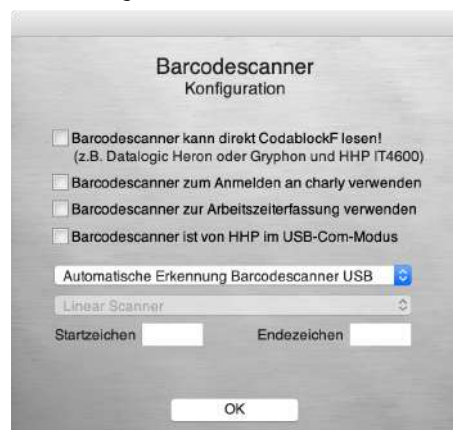 Barcodescanner
Konfiguration
Barcodescanner kann direkt CodablockF lesen!
(z.B. Datalogic Heron oder Gryphon und HHP IT4600)
Barcodescanner zum Anmelden an charly verwenden
Barcodescanner zur Arbeitszeiterfassung verwenden
Barcodescanner ist von HHP im USB-Com-Modus
Automatische Erkennung Barcodescanner USB
Linear Scanner
Startzeichen Endezeichen
OK